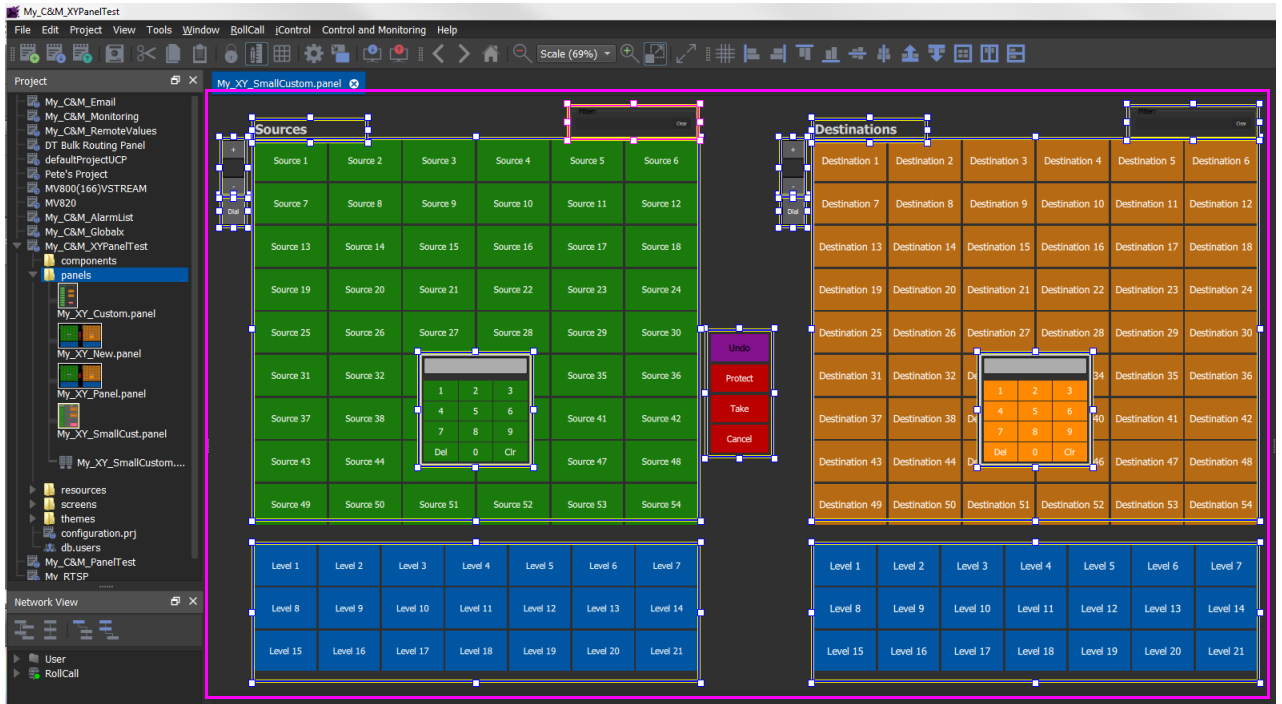 My_C&M_XYPanelTest
File Edit Project View Tools Window RollCall iControl Control and Monitoring Help
Scale (69%)
Project
My_C&M_Email
My_C&M_Monitoring
My_C&M_RemoteValues
DT Bulk Routing Panel
defaultProjectUCP
Pete's Project
MV800(166)VSTREAM
MV820
My_C&M_AlarmList
My_C&M_Globalx
My_C&M_XYPanelTest
components
panels
My_XY_Custom.panel
My_XY_New.panel
My_XY_Panel.panel
My_XY_SmallCust.panel
My_XY_SmallCustom....
resources
screens
themes
configuration.prj
db.users
My_C&M_PanelTest
My_RTSP
Network View
User
RollCall
My_XY_SmallCustom.panel
Sources
Filter:
Clear
+
-
Dial
Source 1 Source 2 Source 3 Source 4 Source 5 Source 6
Source 7 Source 8 Source 9 Source 10 Source 11 Source 12
Source 13 Source 14 Source 15 Source 16 Source 17 Source 18
Source 19 Source 20 Source 21 Source 22 Source 23 Source 24
Source 25 Source 26 Source 27 Source 28 Source 29 Source 30
Source 31 Source 32 Source 35 Source 36
Source 37 Source 38 Source 41 Source 42
Source 43 Source 44 Source 47 Source 48
Source 49 Source 50 Source 51 Source 52 Source 53 Source 54
1 2 3
4 5 6
7 8 9
Del 0 Clr
Level 1 Level 2 Level 3 Level 4 Level 5 Level 6 Level 7
Level 8 Level 9 Level 10 Level 11 Level 12 Level 13 Level 14
Level 15 Level 16 Level 17 Level 18 Level 19 Level 20 Level 21
Undo
Protect
Take
Cancel
Destinations
Filter:
Clear
+
-
Dial
Destination 1 Destination 2 Destination 3 Destination 4 Destination 5 Destination 6
Destination 7 Destination 8 Destination 9 Destination 10 Destination 11 Destination 12
Destination 13 Destination 14 Destination 15 Destination 16 Destination 17 Destination 18
Destination 19 Destination 20 Destination 21 Destination 22 Destination 23 Destination 24
Destination 25 Destination 26 Destination 27 Destination 28 Destination 29 Destination 30
Destination 31 Destination 32 De 34 Destination 35 Destination 36
Destination 37 Destination 38 De 40 Destination 41 Destination 42
Destination 43 Destination 44 De 46 Destination 47 Destination 48
Destination 49 Destination 50 Destination 51 Destination 52 Destination 53 Destination 54
1 2 3
4 5 6
7 8 9
Del 0 Clr
Level 1 Level 2 Level 3 Level 4 Level 5 Level 6 Level 7
Level 8 Level 9 Level 10 Level 11 Level 12 Level 13 Level 14
Level 15 Level 16 Level 17 Level 18 Level 19 Level 20 Level 21